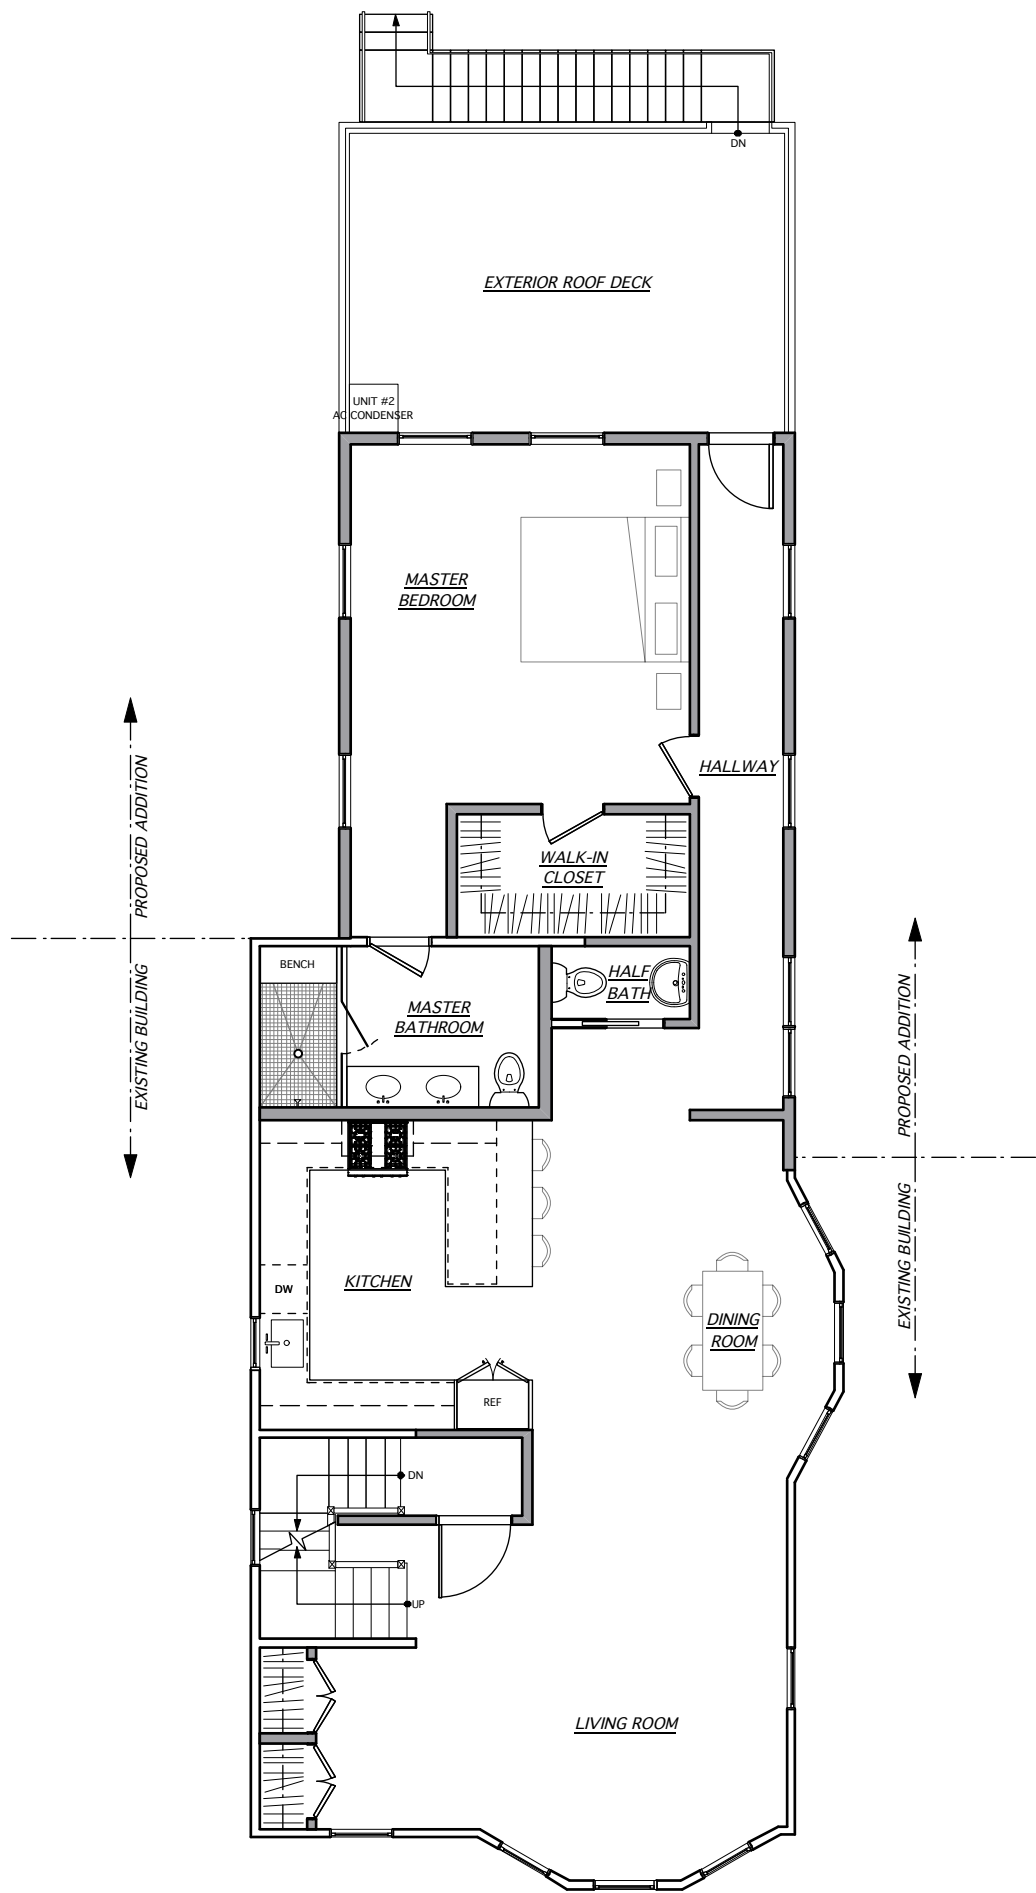 DN
EXTERIOR ROOF DECK
UNIT #2
AC CONDENSER
MASTER
BEDROOM
HALLWAY
PROPOSED ADDITION
WALK-IN
CLOSET
EXISTING BUILDING
BENCH
HALF
BATH
MASTER
BATHROOM
PROPOSED ADDITION
EXISTING BUILDING
KITCHEN
DW
DINING
ROOM
REF
DN
UP
LIVING ROOM